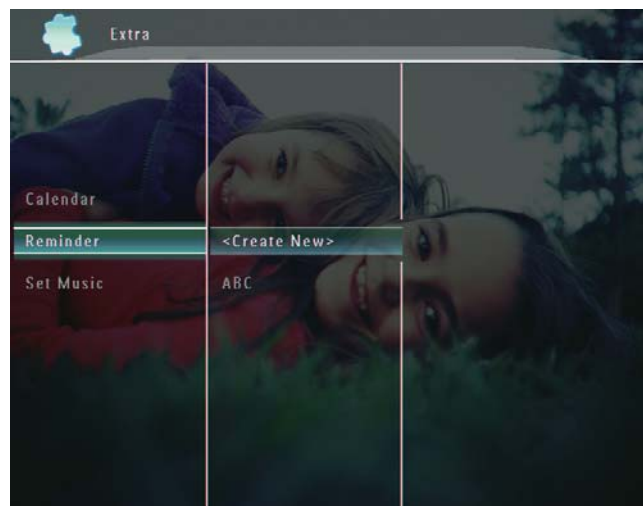 Extra
Calendar
Reminder
<Create New>
Set Music
ABC